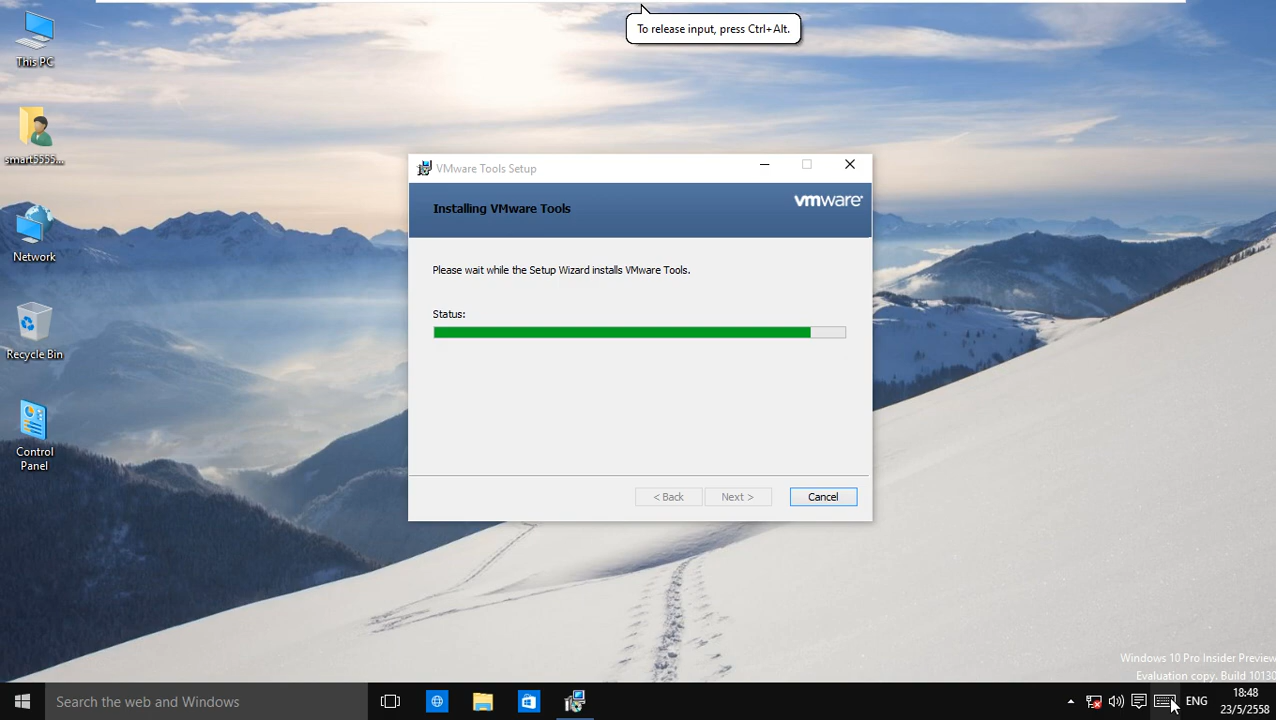 To release input, press Ctrl+Alt.
This PC
smart5555...
Network
Recycle Bin
Control
Panel
VMware Tools Setup
Installing VMware Tools
vmware
Please wait while the Setup Wizard installs VMware Tools.
Status:
< Back
Next >
Cancel
Windows 10 Pro Insider Preview
Evaluation copy. Build 10130
Search the web and Windows
ENG
18:48
23/5/2558